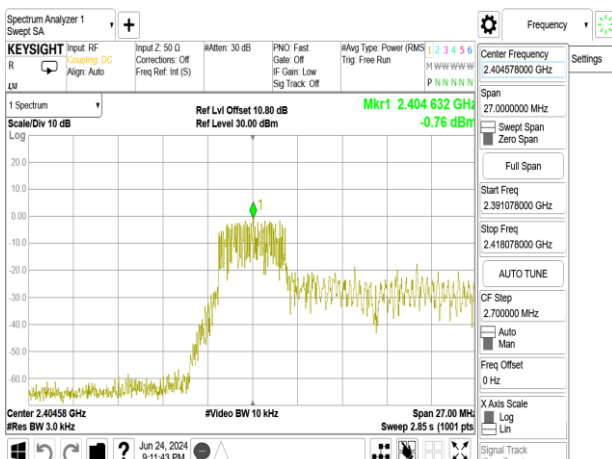 Spectrum Analyzer 1
Swept SA
+
Frequency
KEYSIGHT
R
LXI
Input: RF
Coupling: DC
Align: Auto
Input Z: 50 Ω
Corrections: Off
Freq Ref: Int (S)
#Atten: 30 dB
PNO: Fast
Gate: Off
IF Gain: Low
Sig Track: Off
#Avg Type: Power (RMS
Trig: Free Run
1 2 3 4 5 6
M W W W W W
P N N N N N
1 Spectrum
Scale/Div 10 dB
Ref Lvl Offset 10.80 dB
Ref Level 30.00 dBm
Mkr1 2.404 632 GHz
-0.76 dBm
Log
20.0
10.0
0.00
-10.0
-20.0
-30.0
-40.0
-50.0
-60.0
1
Center 2.40458 GHz
#Res BW 3.0 kHz
#Video BW 10 kHz
Span 27.00 MHz
Sweep 2.85 s (1001 pts
?
Jun 24, 2024
9:11:43 PM
Center Frequency
2.404578000 GHz
Settings
Span
27.0000000 MHz
Swept Span
Zero Span
Full Span
Start Freq
2.391078000 GHz
Stop Freq
2.418078000 GHz
AUTO TUNE
CF Step
2.700000 MHz
Auto
Man
Freq Offset
0 Hz
X Axis Scale
Log
Lin
Signal Track